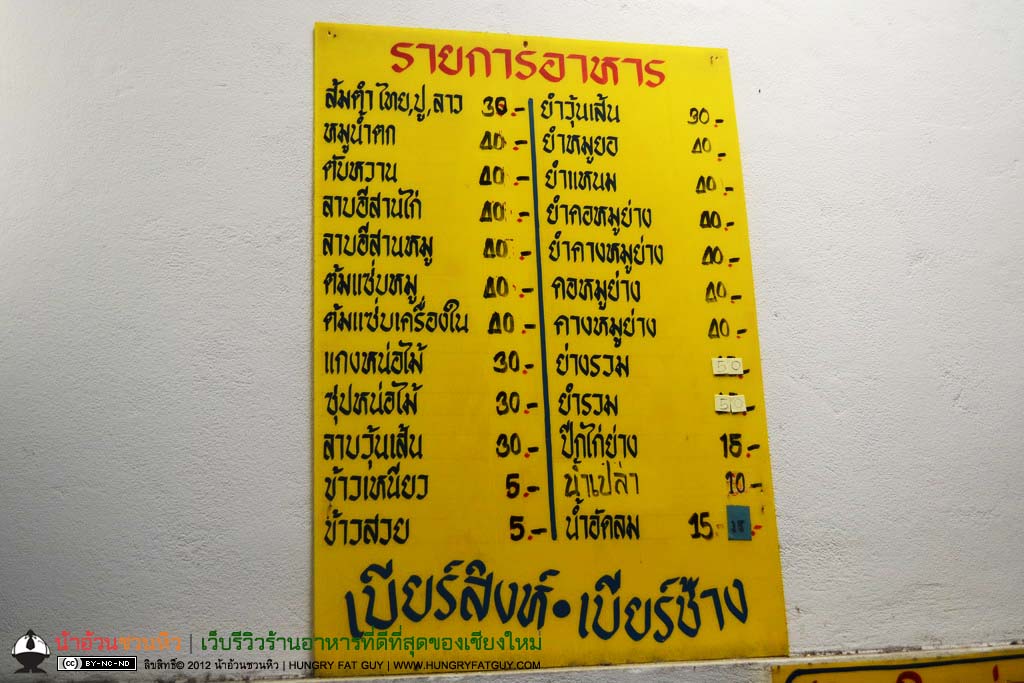 รายการอาหาร
ส้มตำไทย,ปู,ลาว 30.-
หมูน้ำตก 40.-
ตับหวาน 40.-
ลาบอีสานไก่ 40.-
ลาบอีสานหมู 40.-
ต้มแซ่บหมู 40.-
ต้มแซ่บเครื่องใน 40.-
แกงหน่อไม้ 30.-
ซุปหน่อไม้ 30.-
ลาบวุ้นเส้น 30.-
ข้าวเหนียว 5.-
ข้าวสวย 5.-
ยำวุ้นเส้น 30.-
ยำหมูยอ 40.-
ยำแหนม 40.-
ยำคอหมูย่าง 40.-
ยำคางหมูย่าง 40.-
คอหมูย่าง 40.-
คางหมูย่าง 40.-
ย่างรวม 50.-
ยำรวม 50.-
ปีกไก่ย่าง 15.-
น้ำเปล่า 10.-
น้ำอัดลม 15.-
เบียร์สิงห์・เบียร์ช้าง
น้าอ้วนชวนหิว | เว็บรีวิวร้านอาหารที่ดีที่สุดของเชียงใหม่
(cc) BY-NC-ND ลิขสิทธิ์© 2012 น้าอ้วนชวนหิว | HUNGRY FAT GUY | WWW.HUNGRYFATGUY.COM